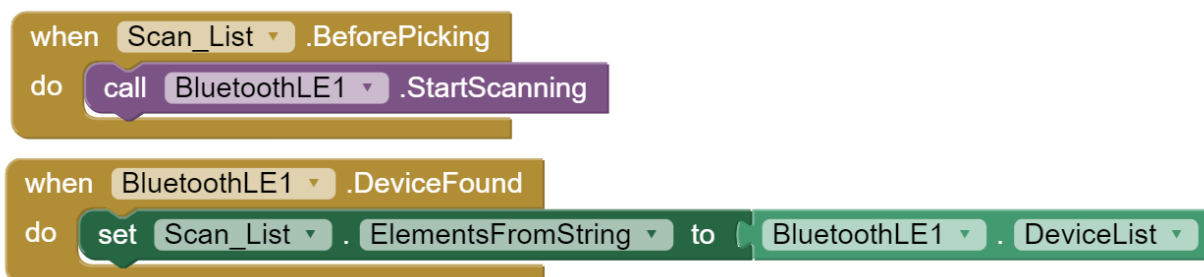 when Scan_List .BeforePicking
do call BluetoothLE1 .StartScanning
when BluetoothLE1 .DeviceFound
do set Scan_List . ElementsFromString to BluetoothLE1 . DeviceList